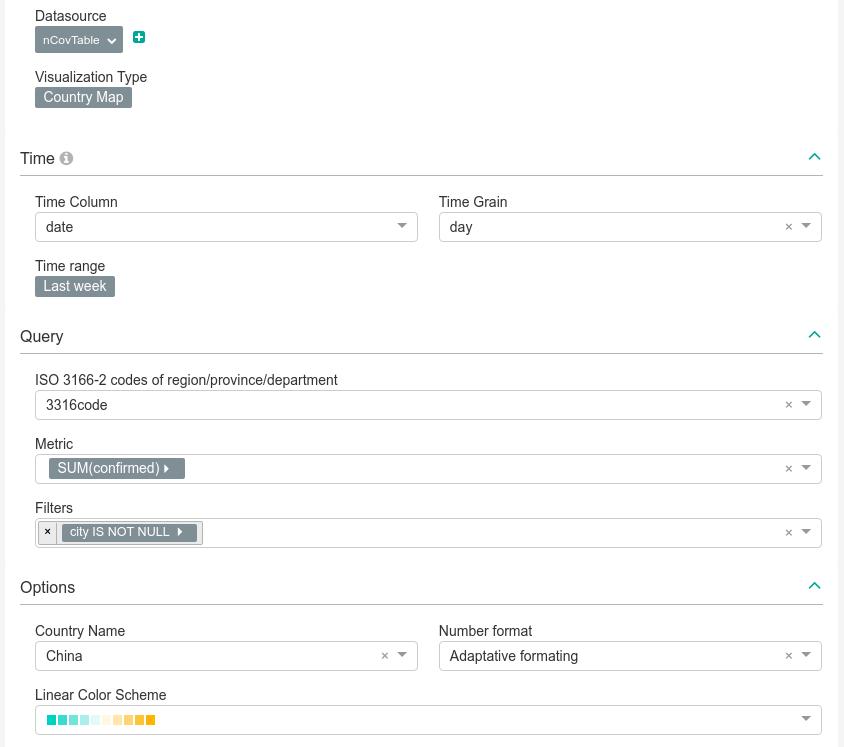 Datasource
nCovTable
Visualization Type
Country Map
Time
Time Column
Time Grain
date
day
Time range
Last week
Query
ISO 3166-2 codes of region/province/department
3316code
Metric
SUM(confirmed)
Filters
× city IS NOT NULL
Options
Country Name
Number format
China
Adaptative formating
Linear Color Scheme